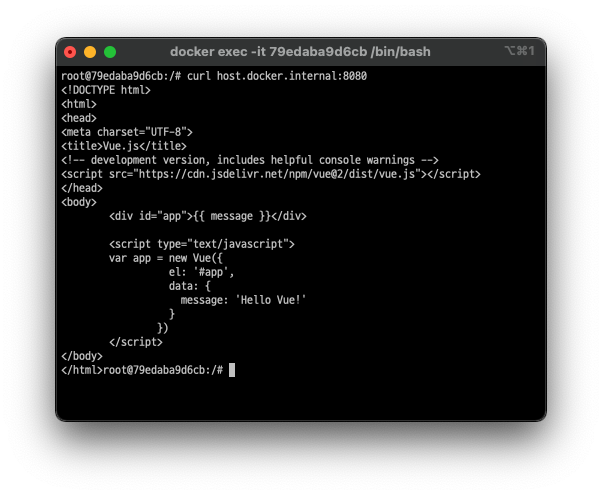 docker exec -it 79edaba9d6cb /bin/bash
⌥⌘1
root@79edaba9d6cb:/# curl host.docker.internal:8080
<!DOCTYPE html>
<html>
<head>
<meta charset="UTF-8">
<title>Vue.js</title>
<!-- development version, includes helpful console warnings -->
<script src="https://cdn.jsdelivr.net/npm/vue@2/dist/vue.js"></script>
</head>
<body>
        <div id="app">{{ message }}</div>

        <script type="text/javascript">
        var app = new Vue({
                  el: '#app',
                  data: {
                    message: 'Hello Vue!'
                  }
                })
        </script>
</body>
</html>root@79edaba9d6cb:/#